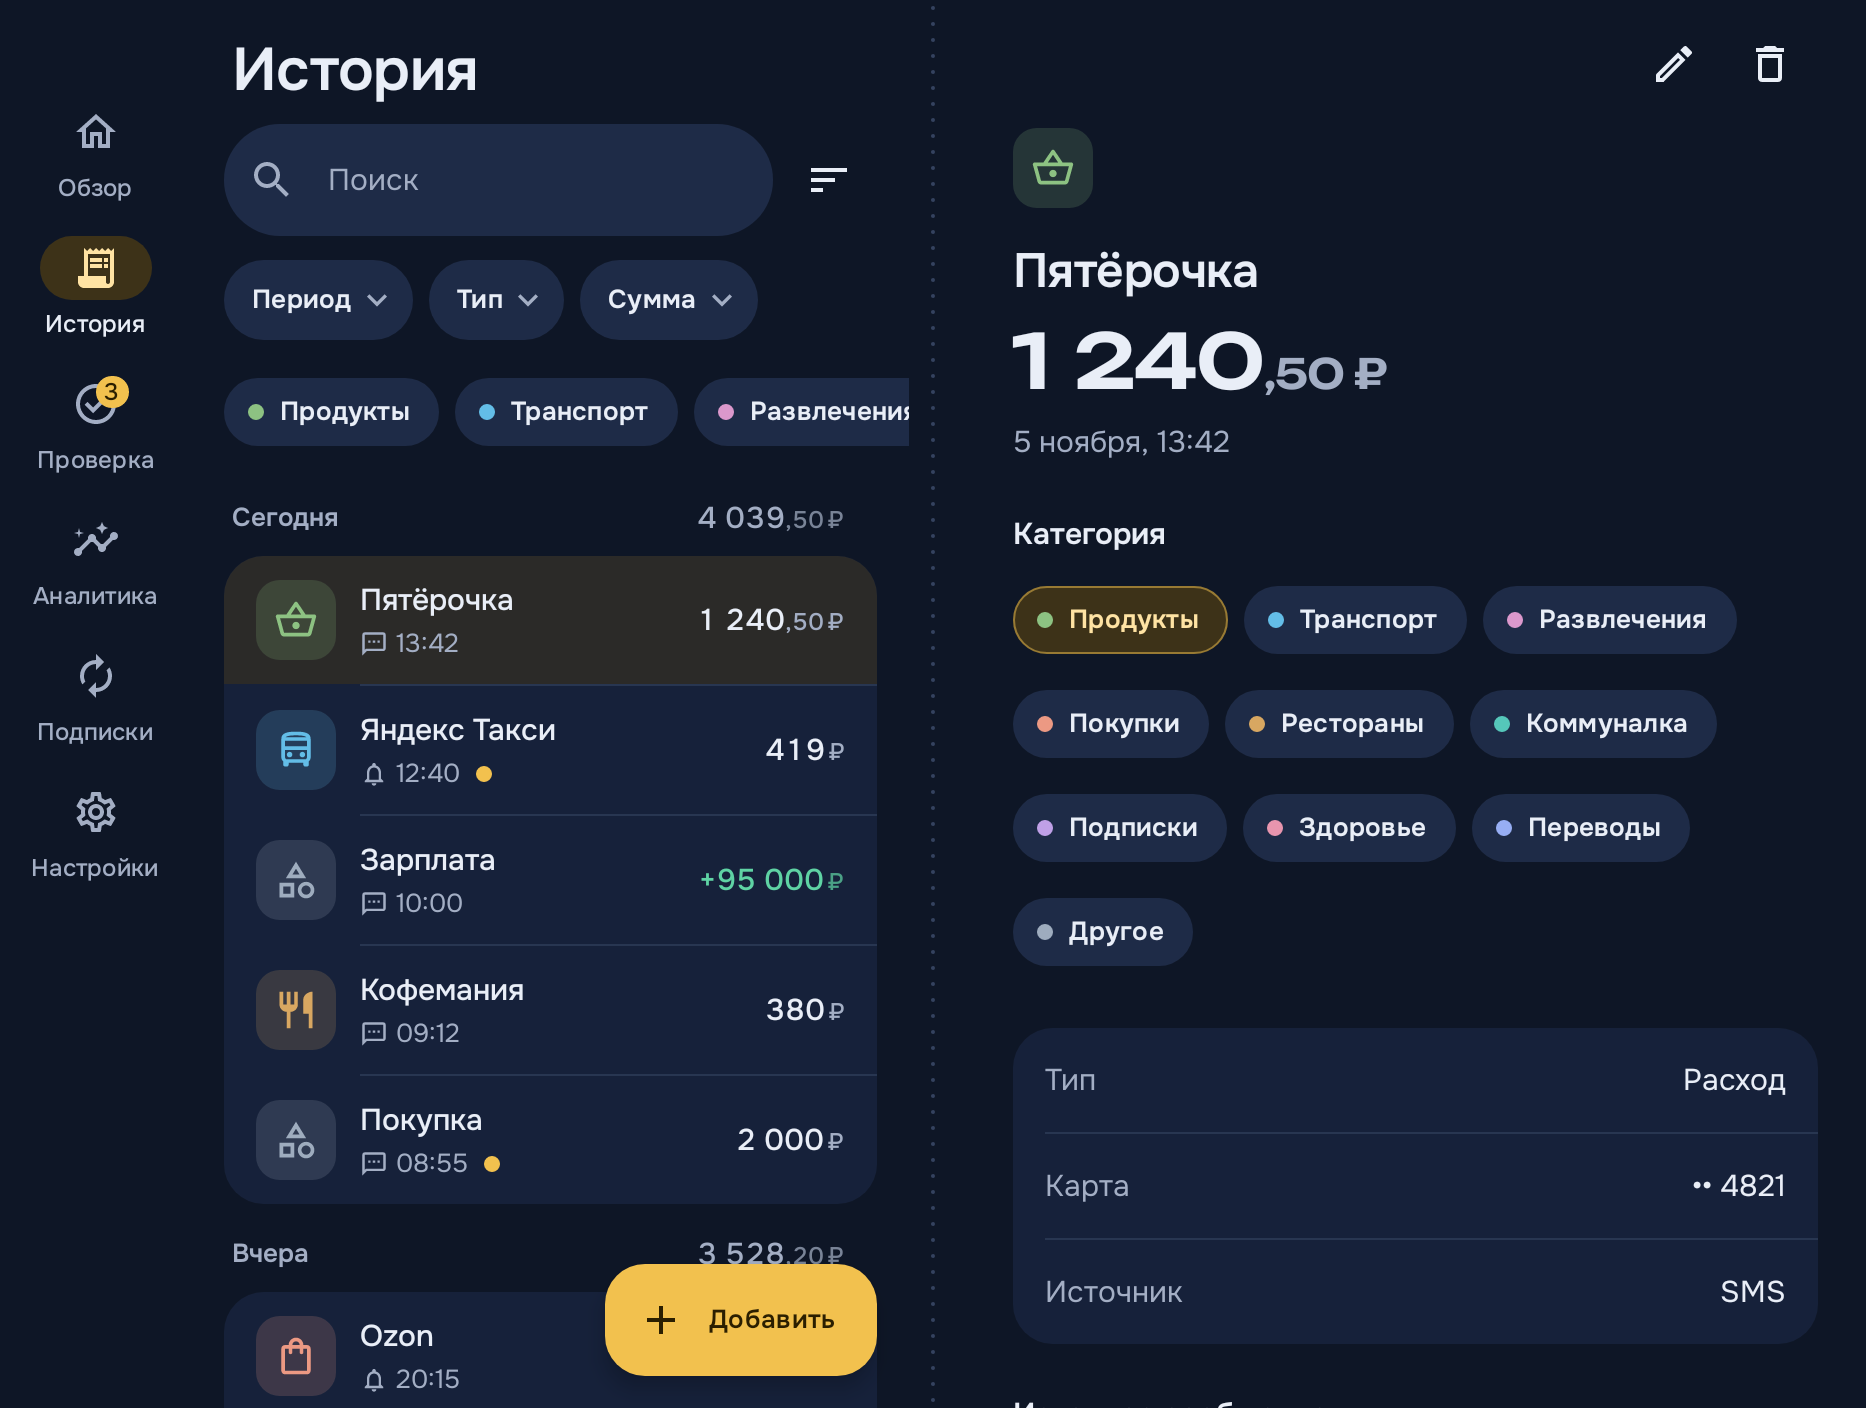 История
Обзор
История
3
Проверка
Аналитика
Подписки
Настройки
Поиск
Период
Тип
Сумма
Продукты
Транспорт
Развлечения
Сегодня
4 039,50 ₽
Пятёрочка
13:42
1 240,50 ₽
Яндекс Такси
12:40
419 ₽
Зарплата
10:00
+95 000 ₽
Кофемания
09:12
380 ₽
Покупка
08:55
2 000 ₽
Вчера
3 528,20 ₽
Ozon
20:15
Добавить
Пятёрочка
1 240,50 ₽
5 ноября, 13:42
Категория
Продукты
Транспорт
Развлечения
Покупки
Рестораны
Коммуналка
Подписки
Здоровье
Переводы
Другое
Тип
Расход
Карта
•• 4821
Источник
SMS